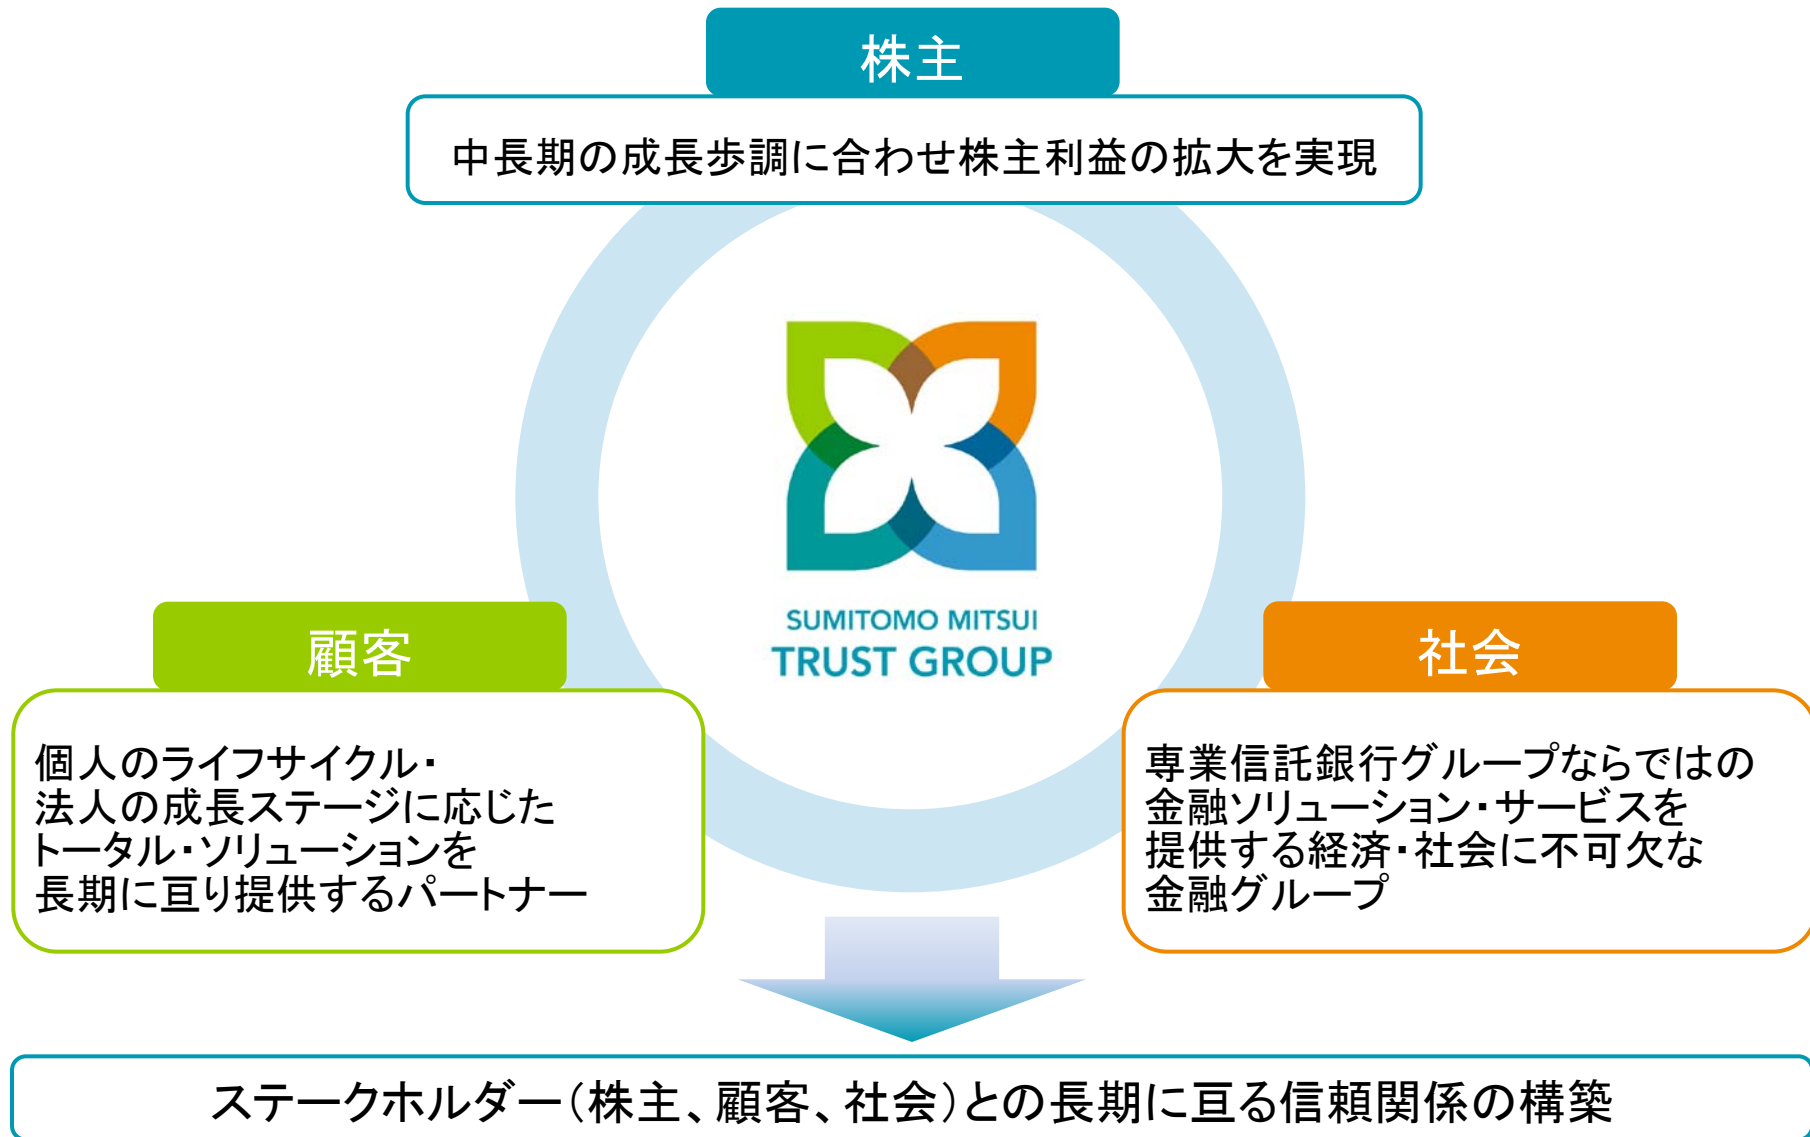 株主
中長期の成長歩調に合わせ株主利益の拡大を実現
SUMITOMO MITSUI
TRUST GROUP
顧客
個人のライフサイクル・
法人の成長ステージに応じた
トータル・ソリューションを
長期に亘り提供するパートナー
社会
専業信託銀行グループならではの
金融ソリューション・サービスを
提供する経済・社会に不可欠な
金融グループ
ステークホルダー(株主、顧客、社会)との長期に亘る信頼関係の構築